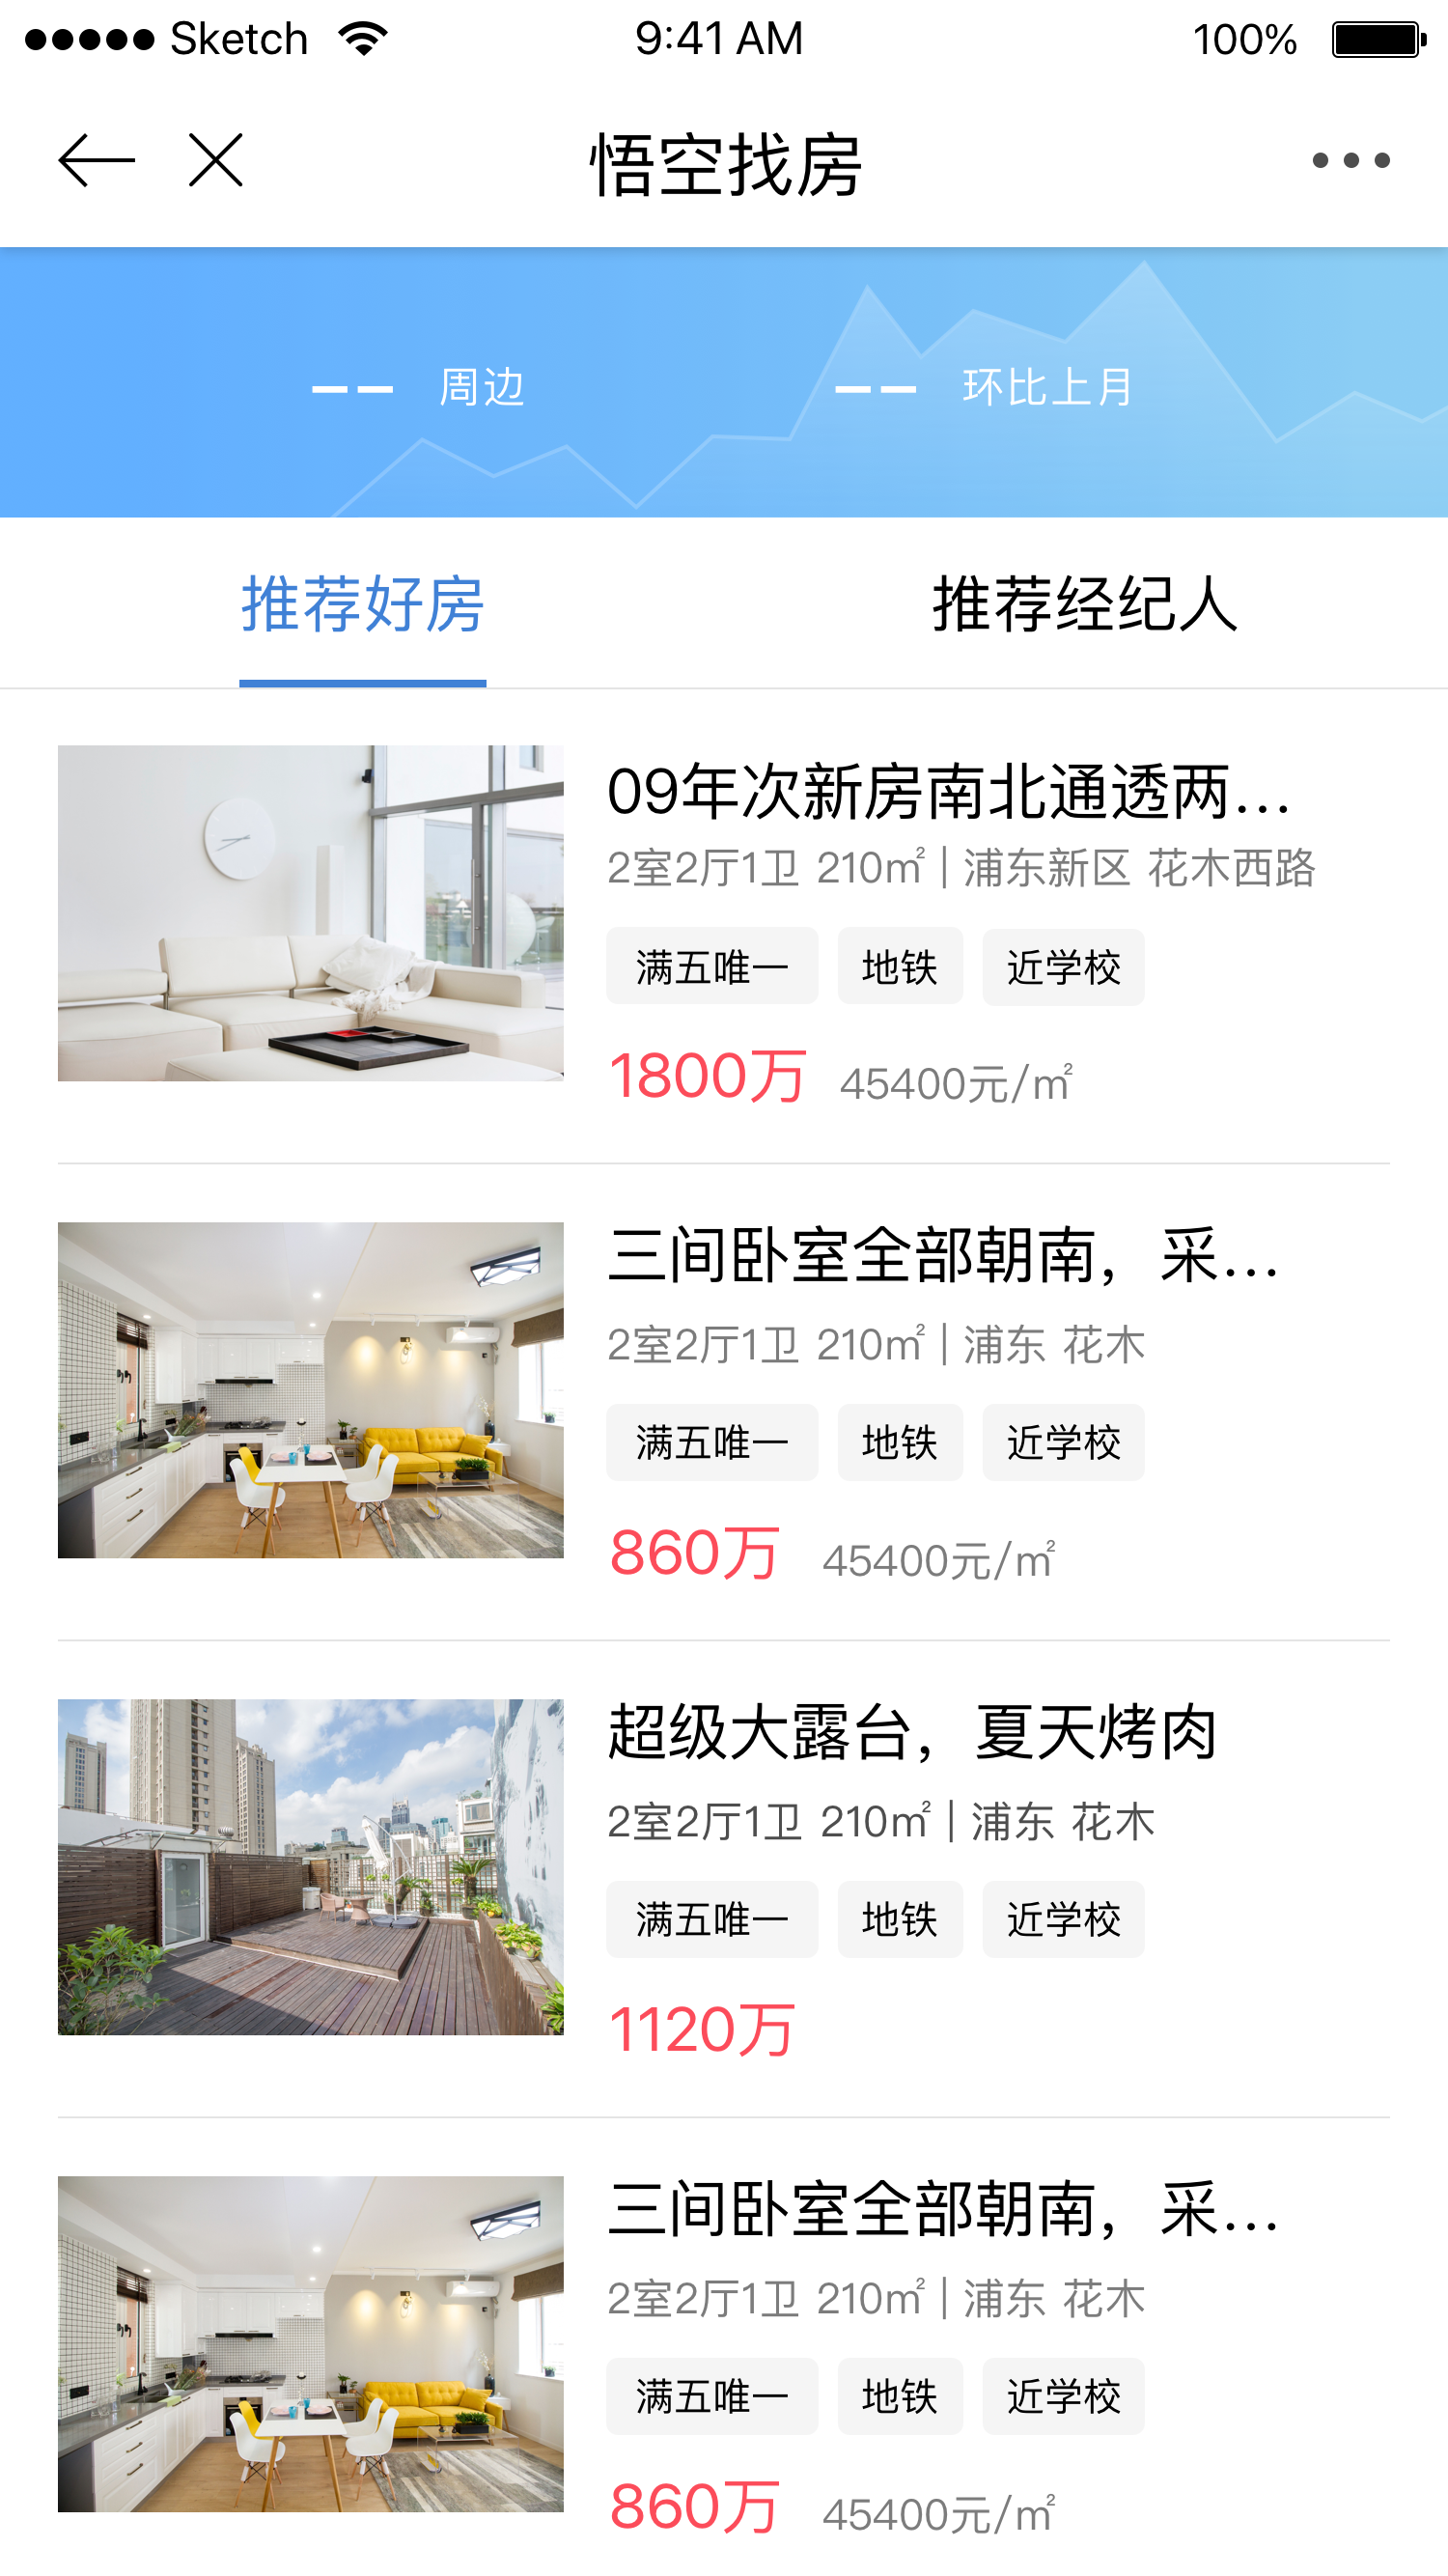 Sketch 9:41 AM 100%
悟空找房
-- 周边 -- 环比上月
推荐好房 推荐经纪人
09年次新房南北通透两...
2室2厅1卫 210㎡ | 浦东新区 花木西路
满五唯一 地铁 近学校
1800万 45400元/㎡
三间卧室全部朝南，采...
2室2厅1卫 210㎡ | 浦东 花木
满五唯一 地铁 近学校
860万 45400元/㎡
超级大露台，夏天烤肉
2室2厅1卫 210㎡ | 浦东 花木
满五唯一 地铁 近学校
1120万
三间卧室全部朝南，采...
2室2厅1卫 210㎡ | 浦东 花木
满五唯一 地铁 近学校
860万 45400元/㎡